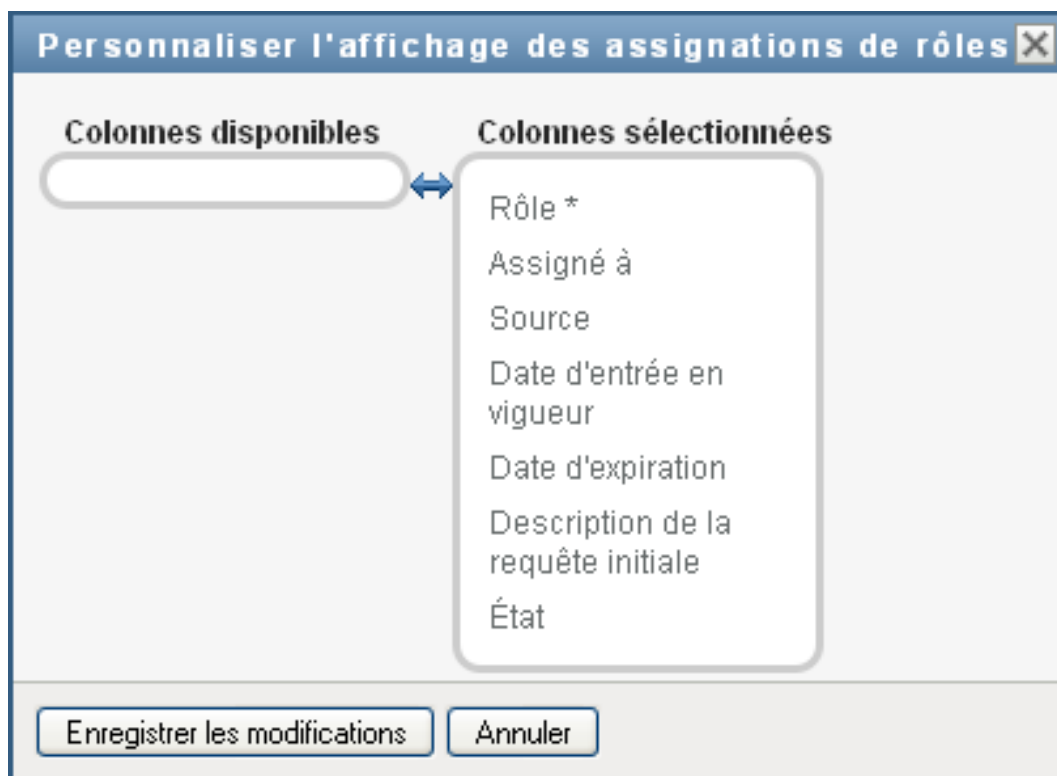 Personnaliser l'affichage des assignations de rôles
Colonnes disponibles
Colonnes sélectionnées
Rôle *
Assigné à
Source
Date d'entrée en
vigueur
Date d'expiration
Description de la
requête initiale
État
Enregistrer les modifications
Annuler